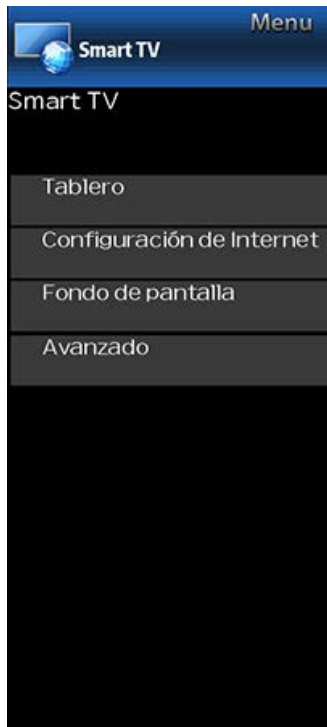 Menu
Smart TV
Smart TV
Tablero
Configuración de Internet
Fondo de pantalla
Avanzado